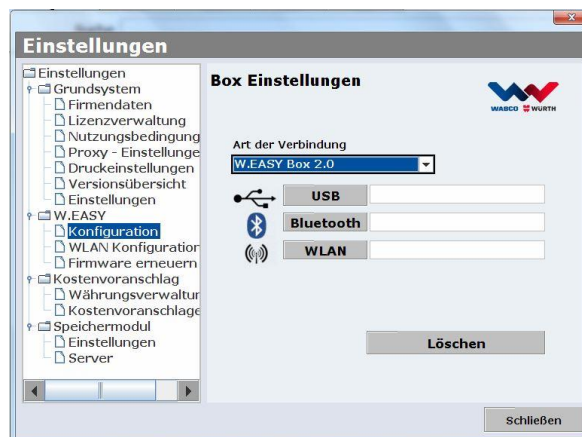 Einstellungen
Einstellungen
Grundsystem
Firmendaten
Lizenzverwaltung
Nutzungsbedingung
Proxy - Einstellunge
Druckeinstellungen
Versionsübersicht
Einstellungen
W.EASY
Konfiguration
WLAN Konfiguration
Firmware erneuern
Kostenvoranschlag
Währungsverwaltur
Kostenvoranschlage
Speichermodul
Einstellungen
Server
Box Einstellungen
WABCO WÜRTH
Art der Verbindung
W.EASY Box 2.0
USB
Bluetooth
WLAN
Löschen
Schließen